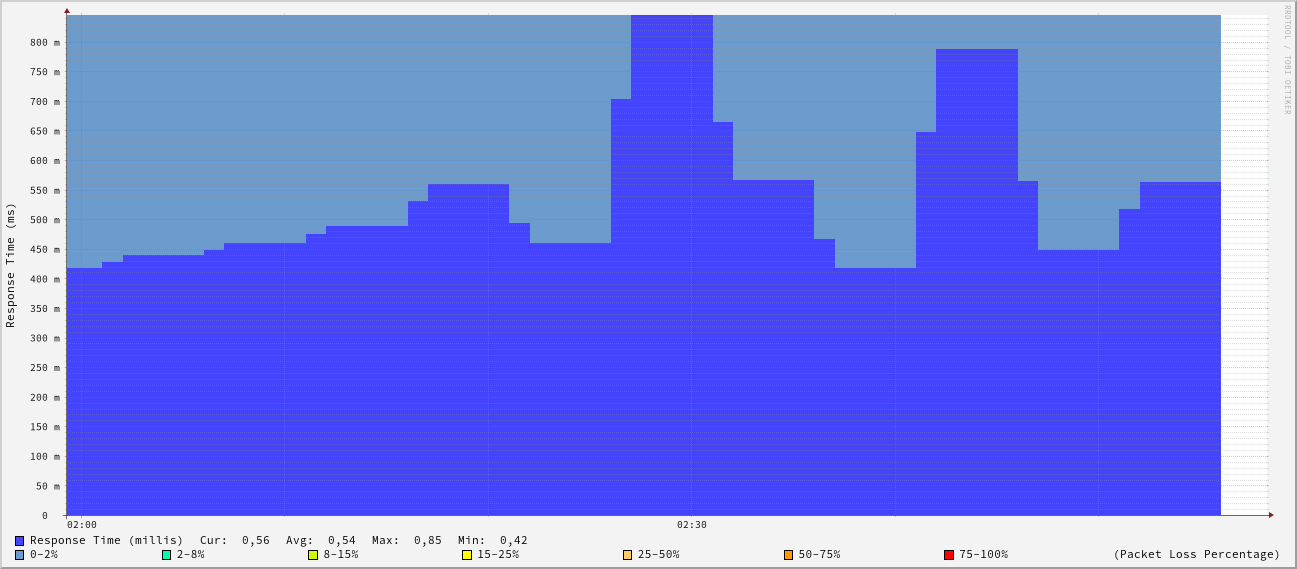 RRDTOOL / TOBI OETIKER
Response Time (ms)
800 m
750 m
700 m
650 m
600 m
550 m
500 m
450 m
400 m
350 m
300 m
250 m
200 m
150 m
100 m
50 m
0
02:00 02:30
Response Time (millis) Cur: 0,56 Avg: 0,54 Max: 0,85 Min: 0,42
0-2% 2-8% 8-15% 15-25% 25-50% 50-75% 75-100% (Packet Loss Percentage)